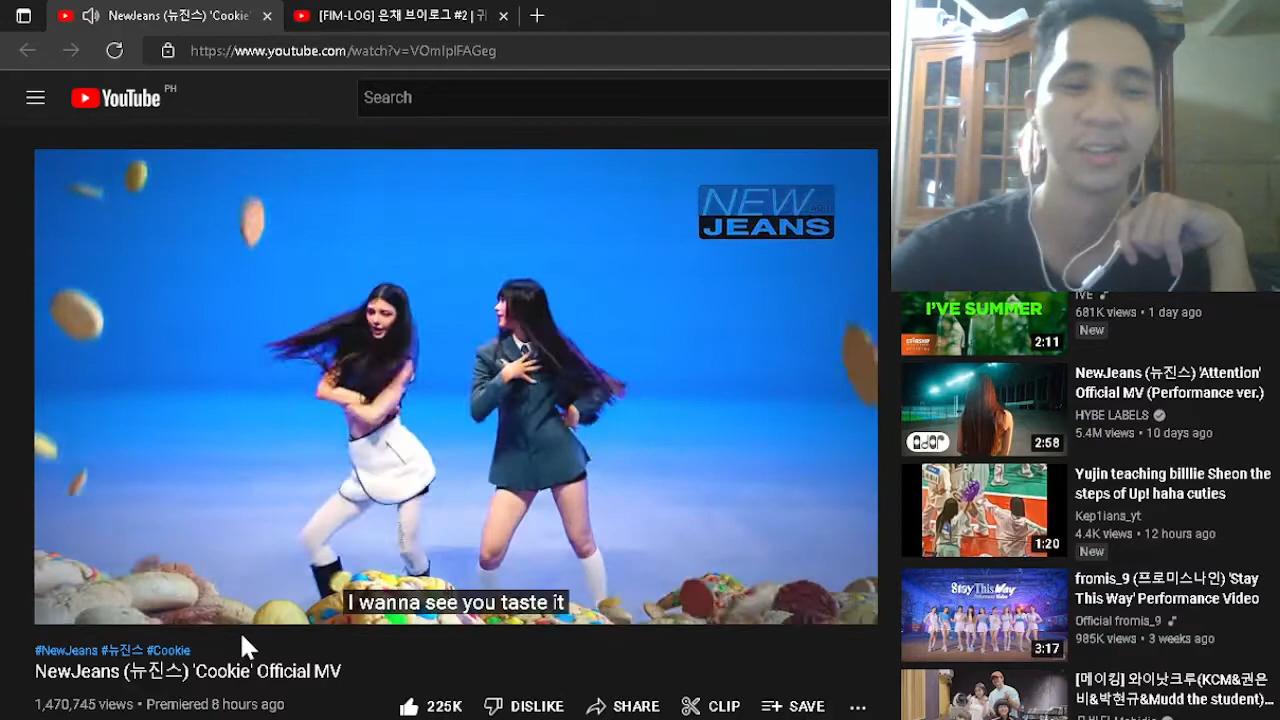 NewJeans (뉴진스) 'Cooki
[FIM-LOG] 은채 브이로그 #2 | 귀
https://www.youtube.com/watch?v=VOmIplFAGeg
YouTube PH
Search
NEW
JEANS
I wanna see you taste it
#NewJeans #뉴진스 #Cookie
NewJeans (뉴진스) 'Cookie' Official MV
1,470,745 views • Premiered 8 hours ago
225K
DISLIKE
SHARE
CLIP
SAVE
I'VE SUMMER
STARSHIP
2:11
IVE
681K views • 1 day ago
New
ador
2:58
NewJeans (뉴진스) 'Attention'
Official MV (Performance ver.)
HYBE LABELS
5.4M views • 10 days ago
1:20
Yujin teaching billlie Sheon the
steps of Up! haha cuties
Kep1ians_yt
4.4K views • 12 hours ago
New
Stay This Way
3:17
fromis_9 (프로미스나인) 'Stay
This Way' Performance Video
Official fromis_9
985K views • 3 weeks ago
[메이킹] 와이낫크루(KCM&권은
비&박현규&Mudd the student)...